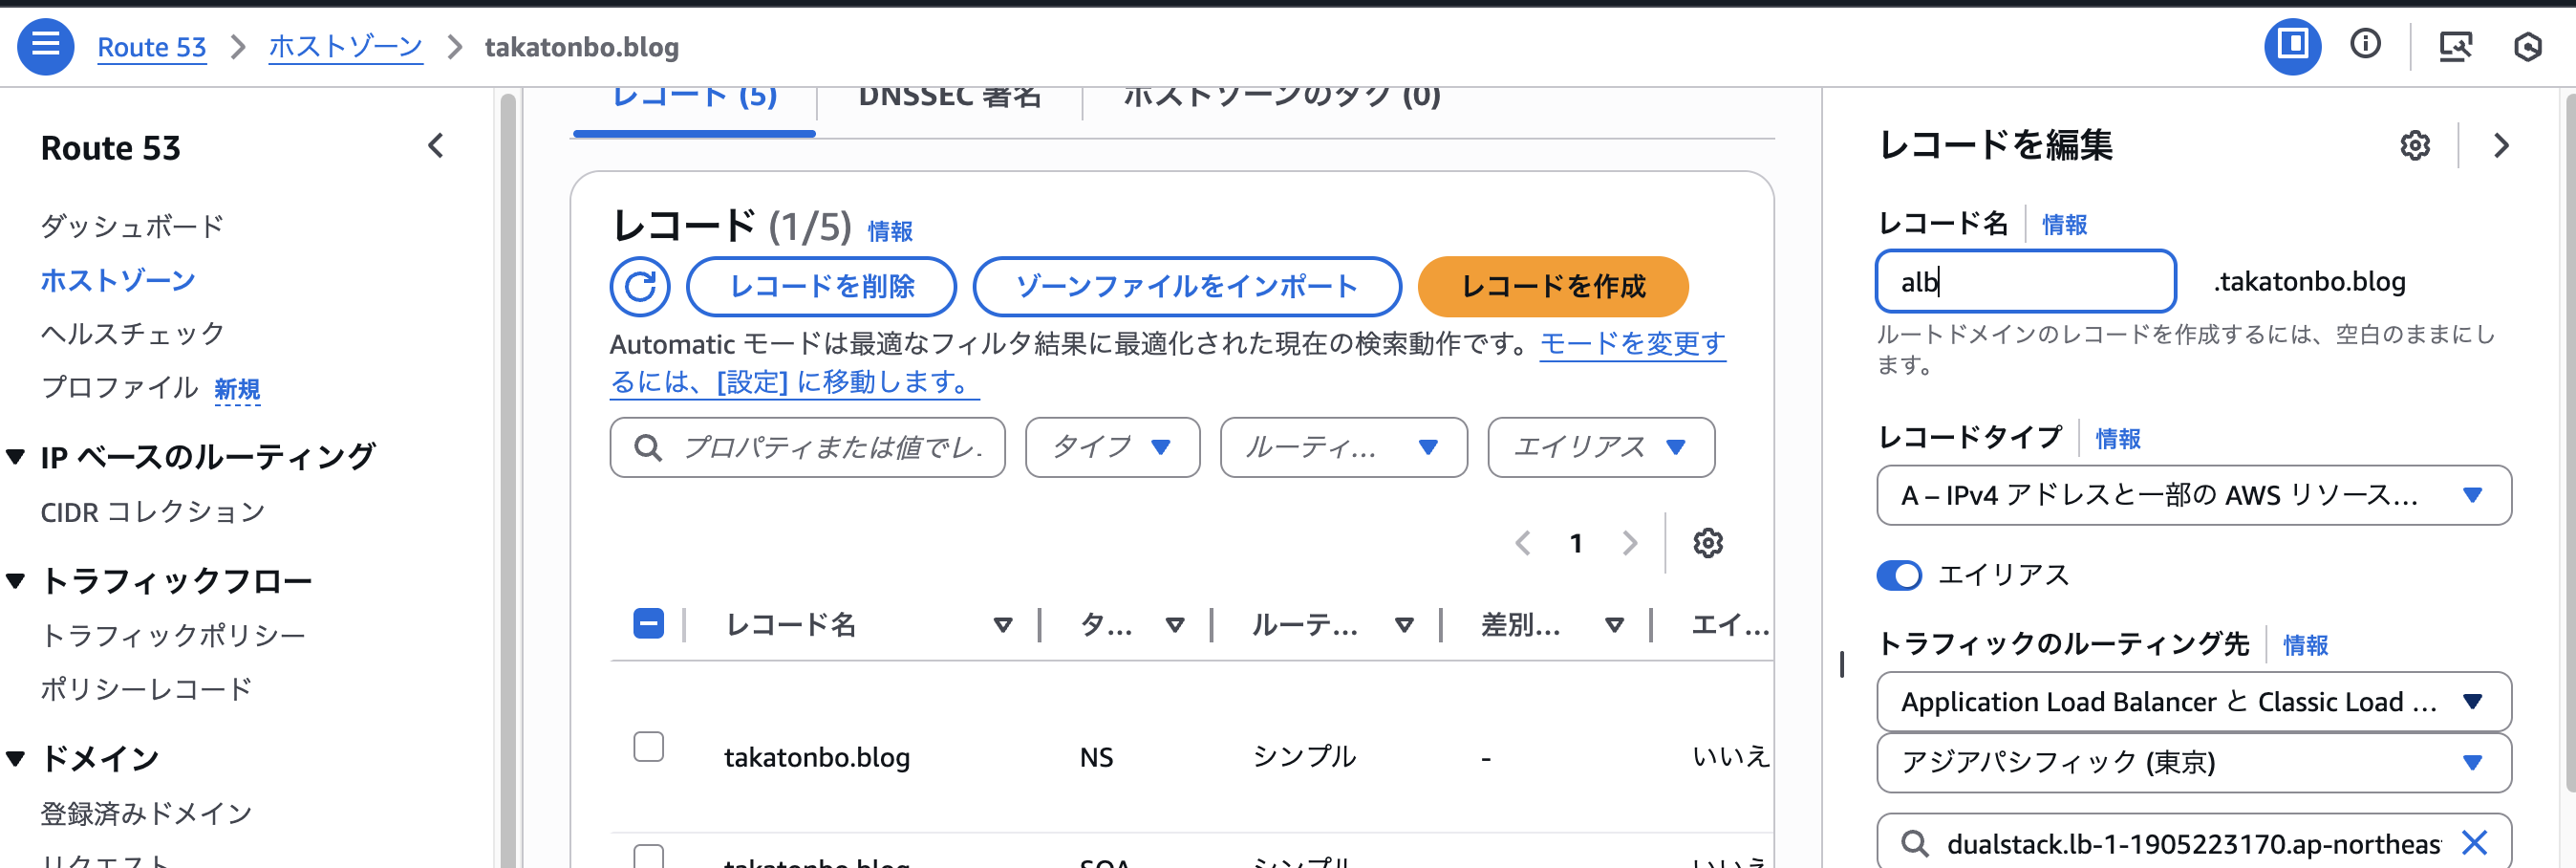 Route 53 > ホストゾーン > takatonbo.blog
Route 53
ダッシュボード
ホストゾーン
ヘルスチェック
プロファイル 新規
IP ベースのルーティング
CIDR コレクション
トラフィックフロー
トラフィックポリシー
ポリシーレコード
ドメイン
登録済みドメイン
リクエスト
レコード (5)
DNSSEC 署名
ホストゾーンのタグ (0)
レコード (1/5) 情報
レコードを削除
ゾーンファイルをインポート
レコードを作成
Automatic モードは最適なフィルタ結果に最適化された現在の検索動作です。モードを変更す
るには、[設定] に移動します。
プロパティまたは値でレ.
タイプ
ルーティ...
エイリアス
1
レコード名 タ... ルーテ... 差別... エイ...
takatonbo.blog NS シンプル - いいえ
takatonbo.blog SOA シンプル いいえ
レコードを編集
レコード名 情報
alb .takatonbo.blog
ルートドメインのレコードを作成するには、空白のままにし
ます。
レコードタイプ 情報
A – IPv4 アドレスと一部の AWS リソース...
エイリアス
トラフィックのルーティング先 情報
Application Load Balancer と Classic Load ...
アジアパシフィック (東京)
dualstack.lb-1-1905223170.ap-northeas